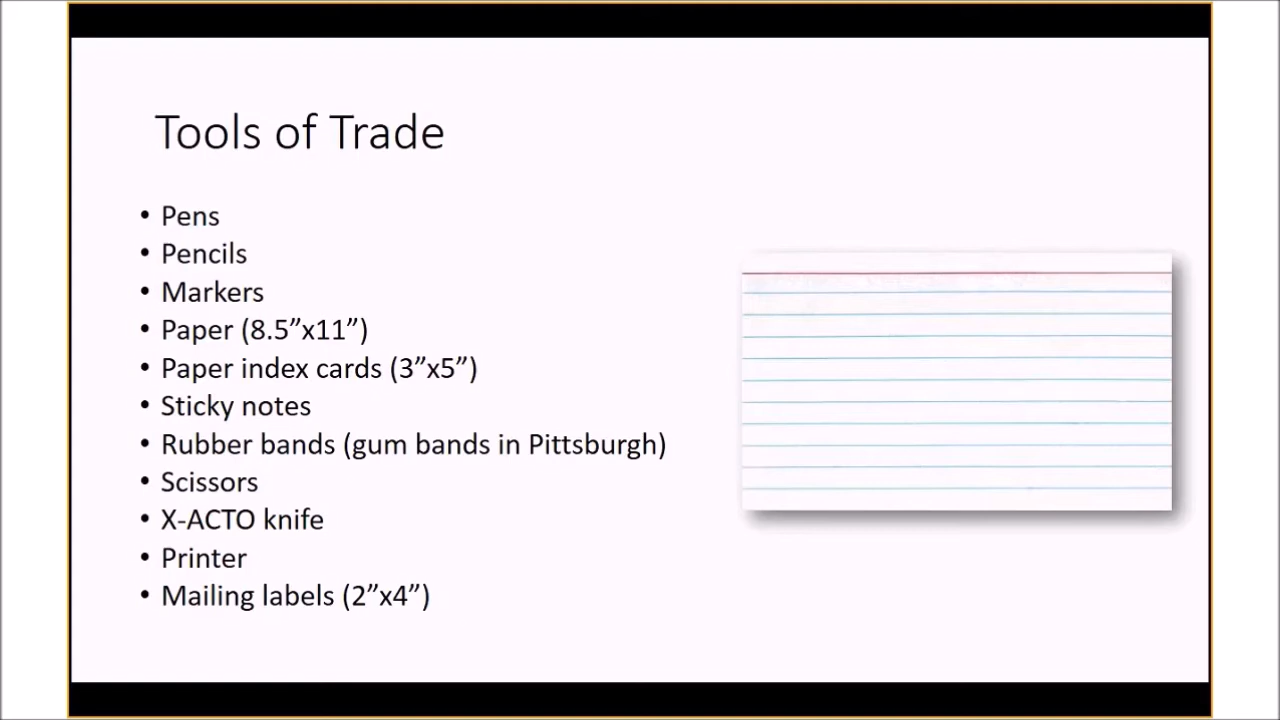 Tools of Trade
• Pens
• Pencils
• Markers
• Paper (8.5”x11”)
• Paper index cards (3”x5”)
• Sticky notes
• Rubber bands (gum bands in Pittsburgh)
• Scissors
• X-ACTO knife
• Printer
• Mailing labels (2”x4”)